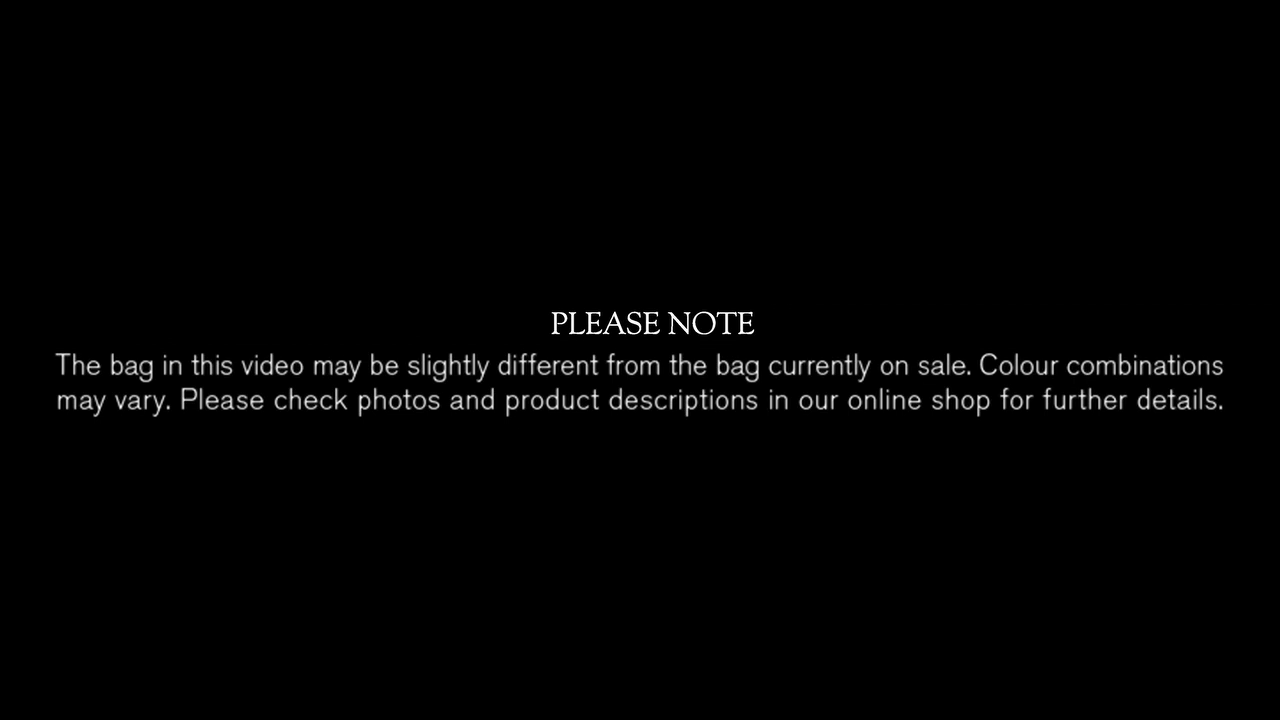 PLEASE NOTE
The bag in this video may be slightly different from the bag currently on sale. Colour combinations
may vary. Please check photos and product descriptions in our online shop for further details.